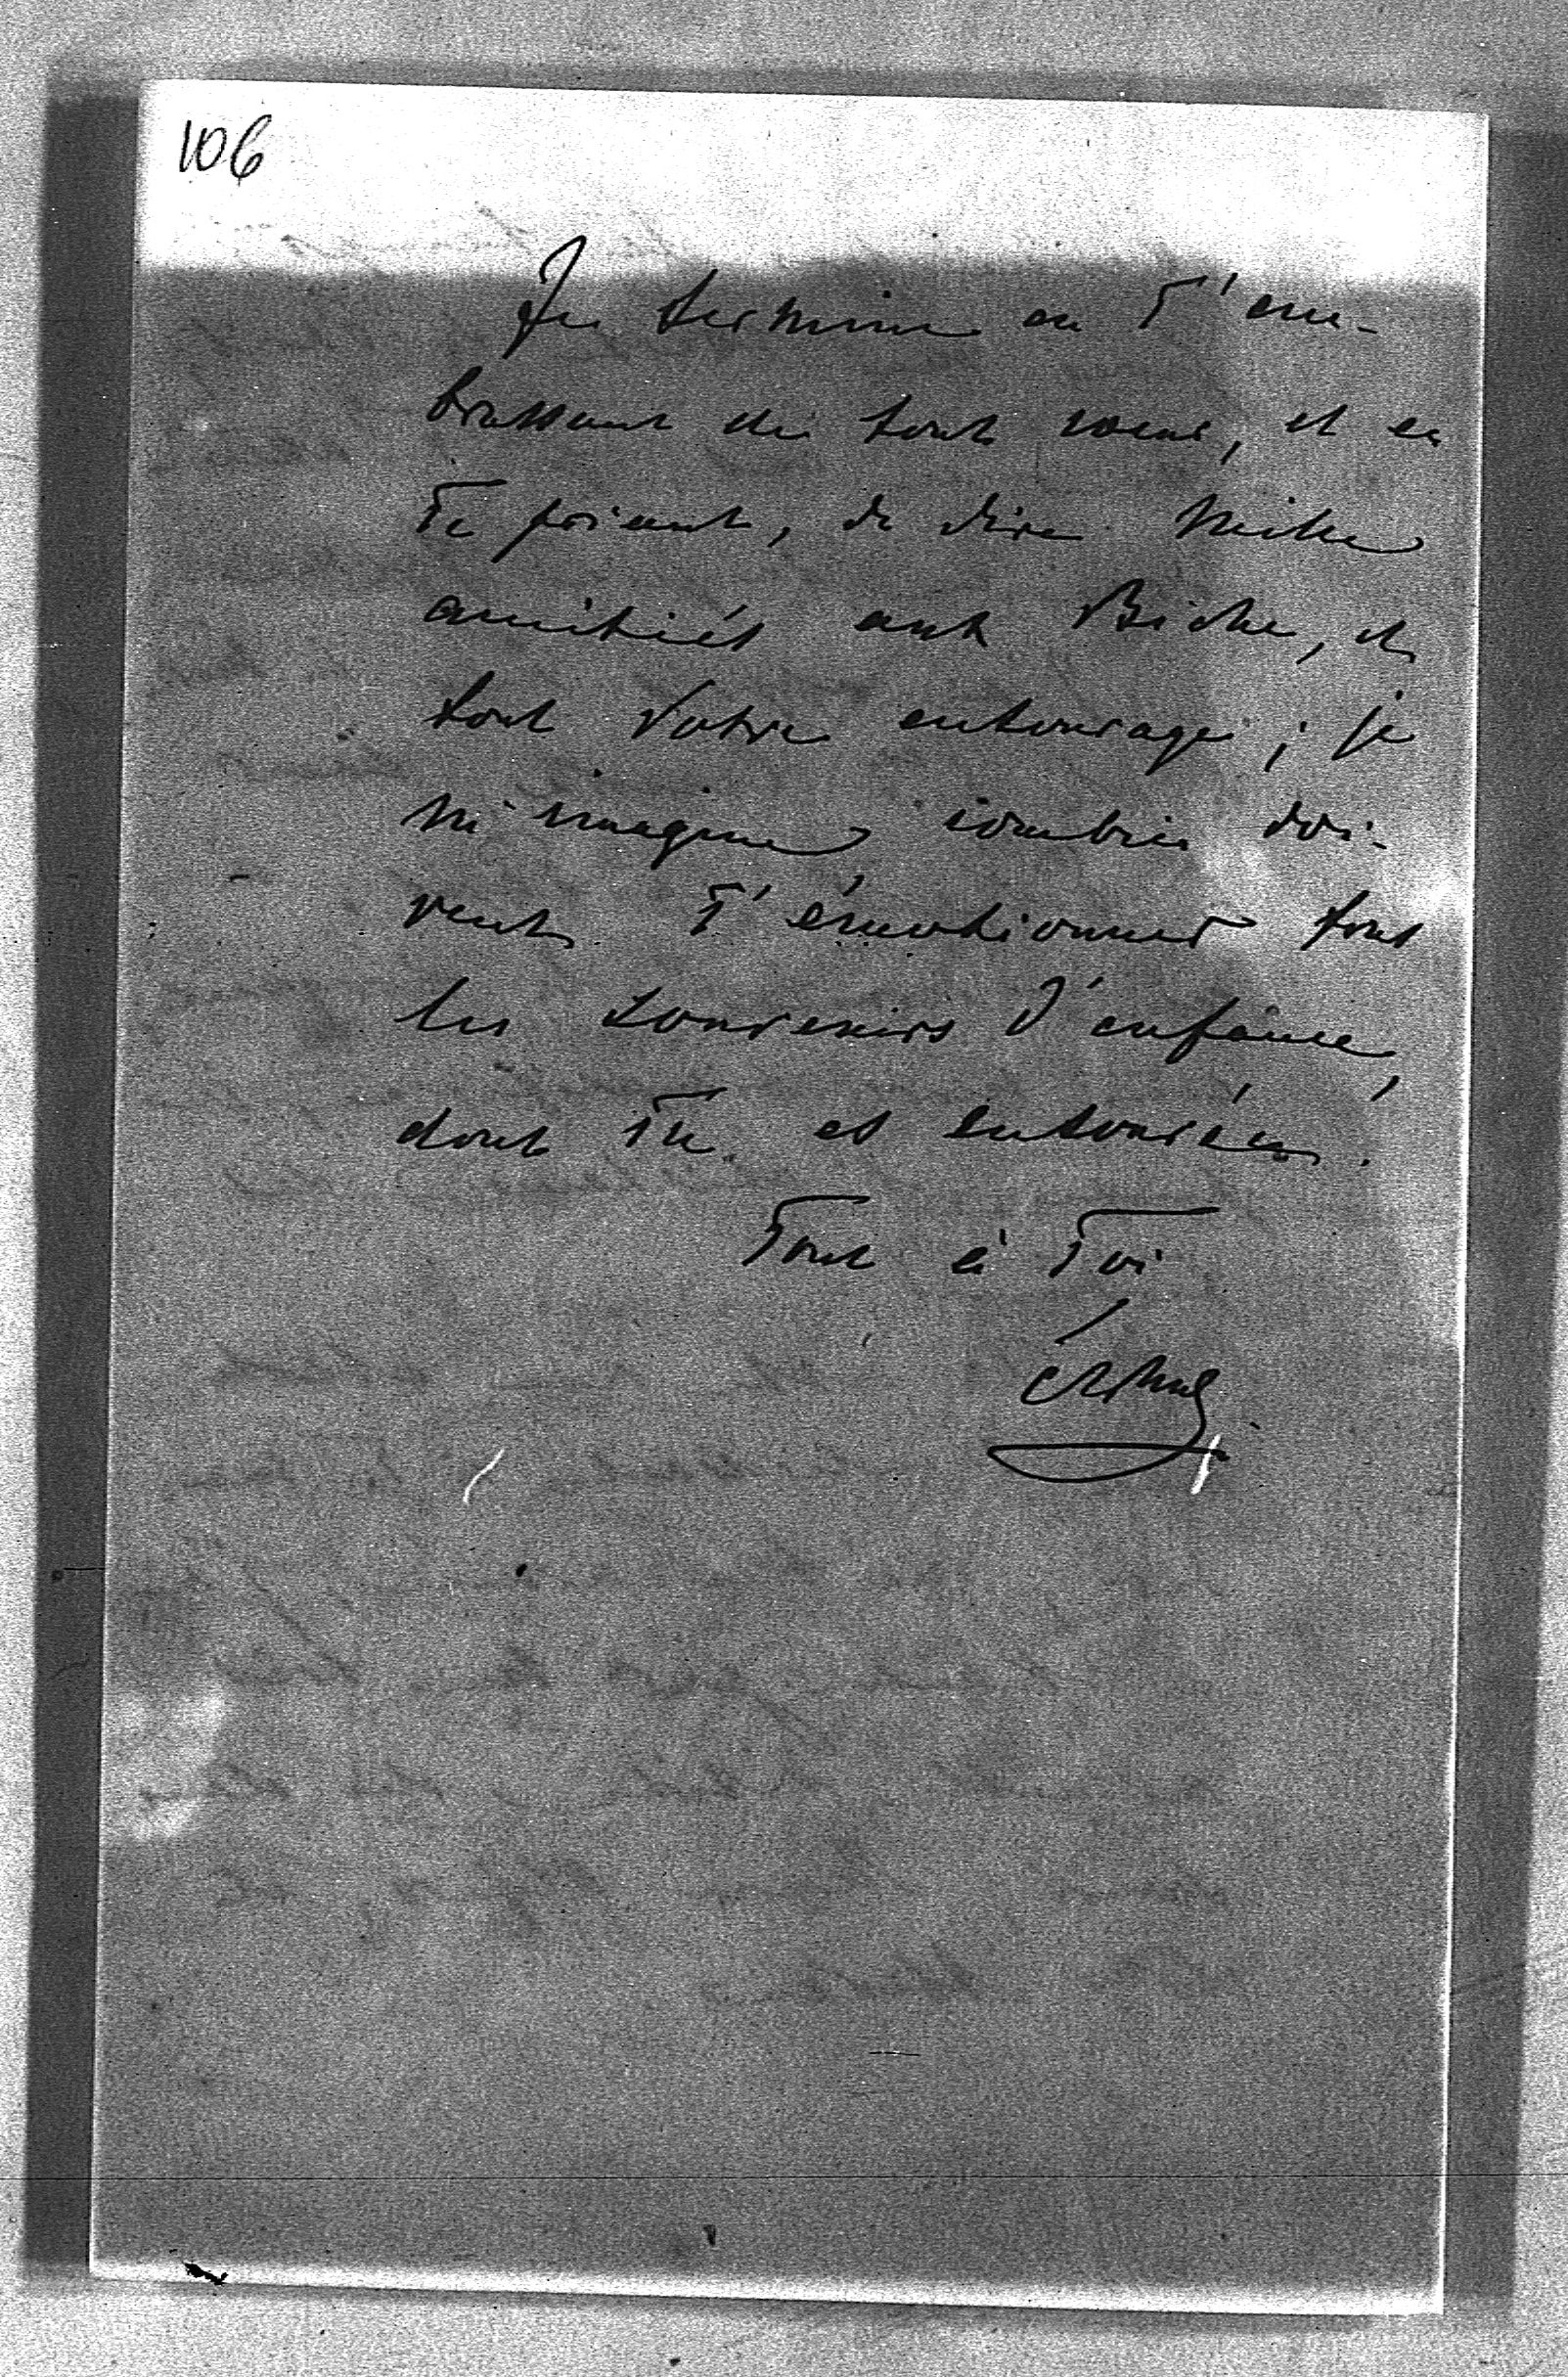 106
Je termine en T'em-
brassant de tout coeur, et en
Te priant, de dire mille
amitiés aux Biche, et
tout Votre entourage; je
m'imagine, combien doi-
vent T'émotionner tous
les souvenirs d'enfance,
dont Tu es entourée.
Tout à Toi